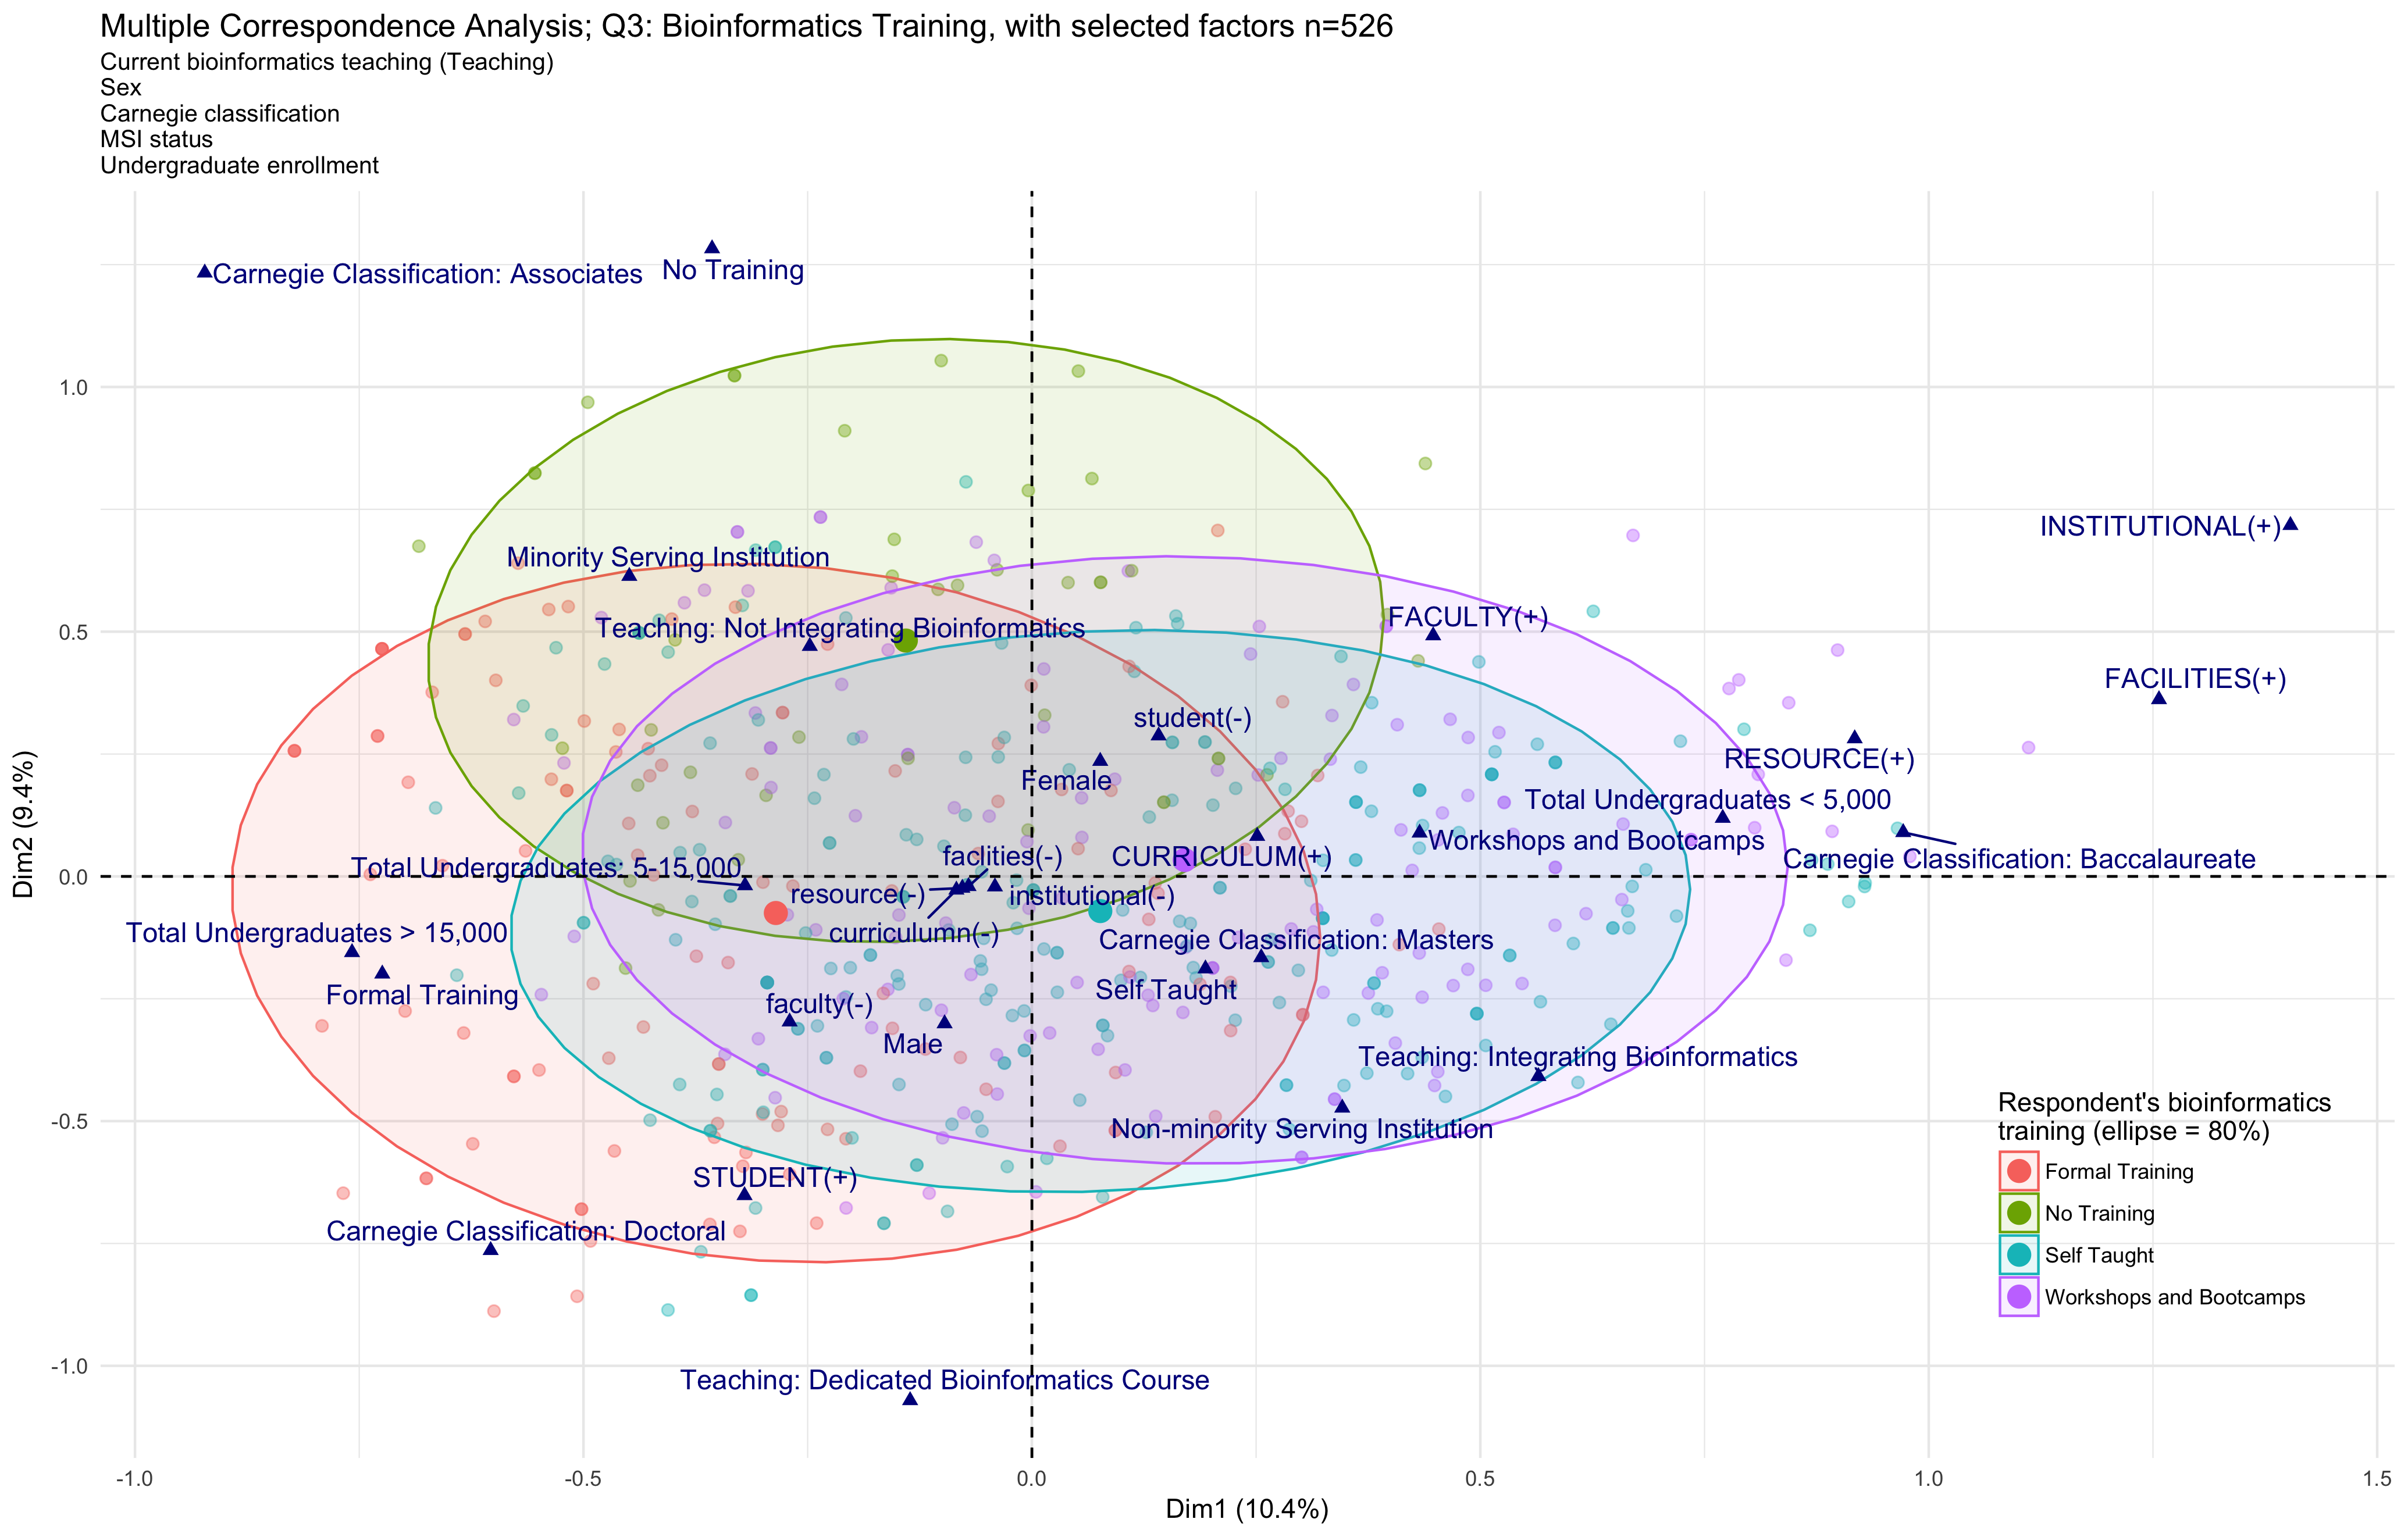 Multiple Correspondence Analysis; Q3: Bioinformatics Training, with selected factors n=526
Current bioinformatics teaching (Teaching)
Sex
Carnegie classification
MSI status
Undergraduate enrollment
Carnegie Classification: Associates
No Training
1.0
INSTITUTIONAL(+)
Minority Serving Institution
FACULTY(+)
0.5
Teaching: Not Integrating Bioinformatics
FACILITIES(+)
student(-)
RESOURCE(+)
Female
Total Undergraduates < 5,000
Workshops and Bootcamps
CURRICULUM(+)
facilities(-)
Carnegie Classification: Baccalaureate
Total Undergraduates: 5-15,000
0.0
resource(-)
institutional(-)
Total Undergraduates > 15,000
curriculumn(-)
Carnegie Classification: Masters
Formal Training
Self Taught
faculty(-)
Male
Teaching: Integrating Bioinformatics
-0.5
Non-minority Serving Institution
STUDENT(+)
Carnegie Classification: Doctoral
-1.0
Teaching: Dedicated Bioinformatics Course
Dim2 (9.4%)
-1.0
-0.5
0.0
0.5
1.0
1.5
Dim1 (10.4%)
Respondent's bioinformatics
training (ellipse = 80%)
Formal Training
No Training
Self Taught
Workshops and Bootcamps